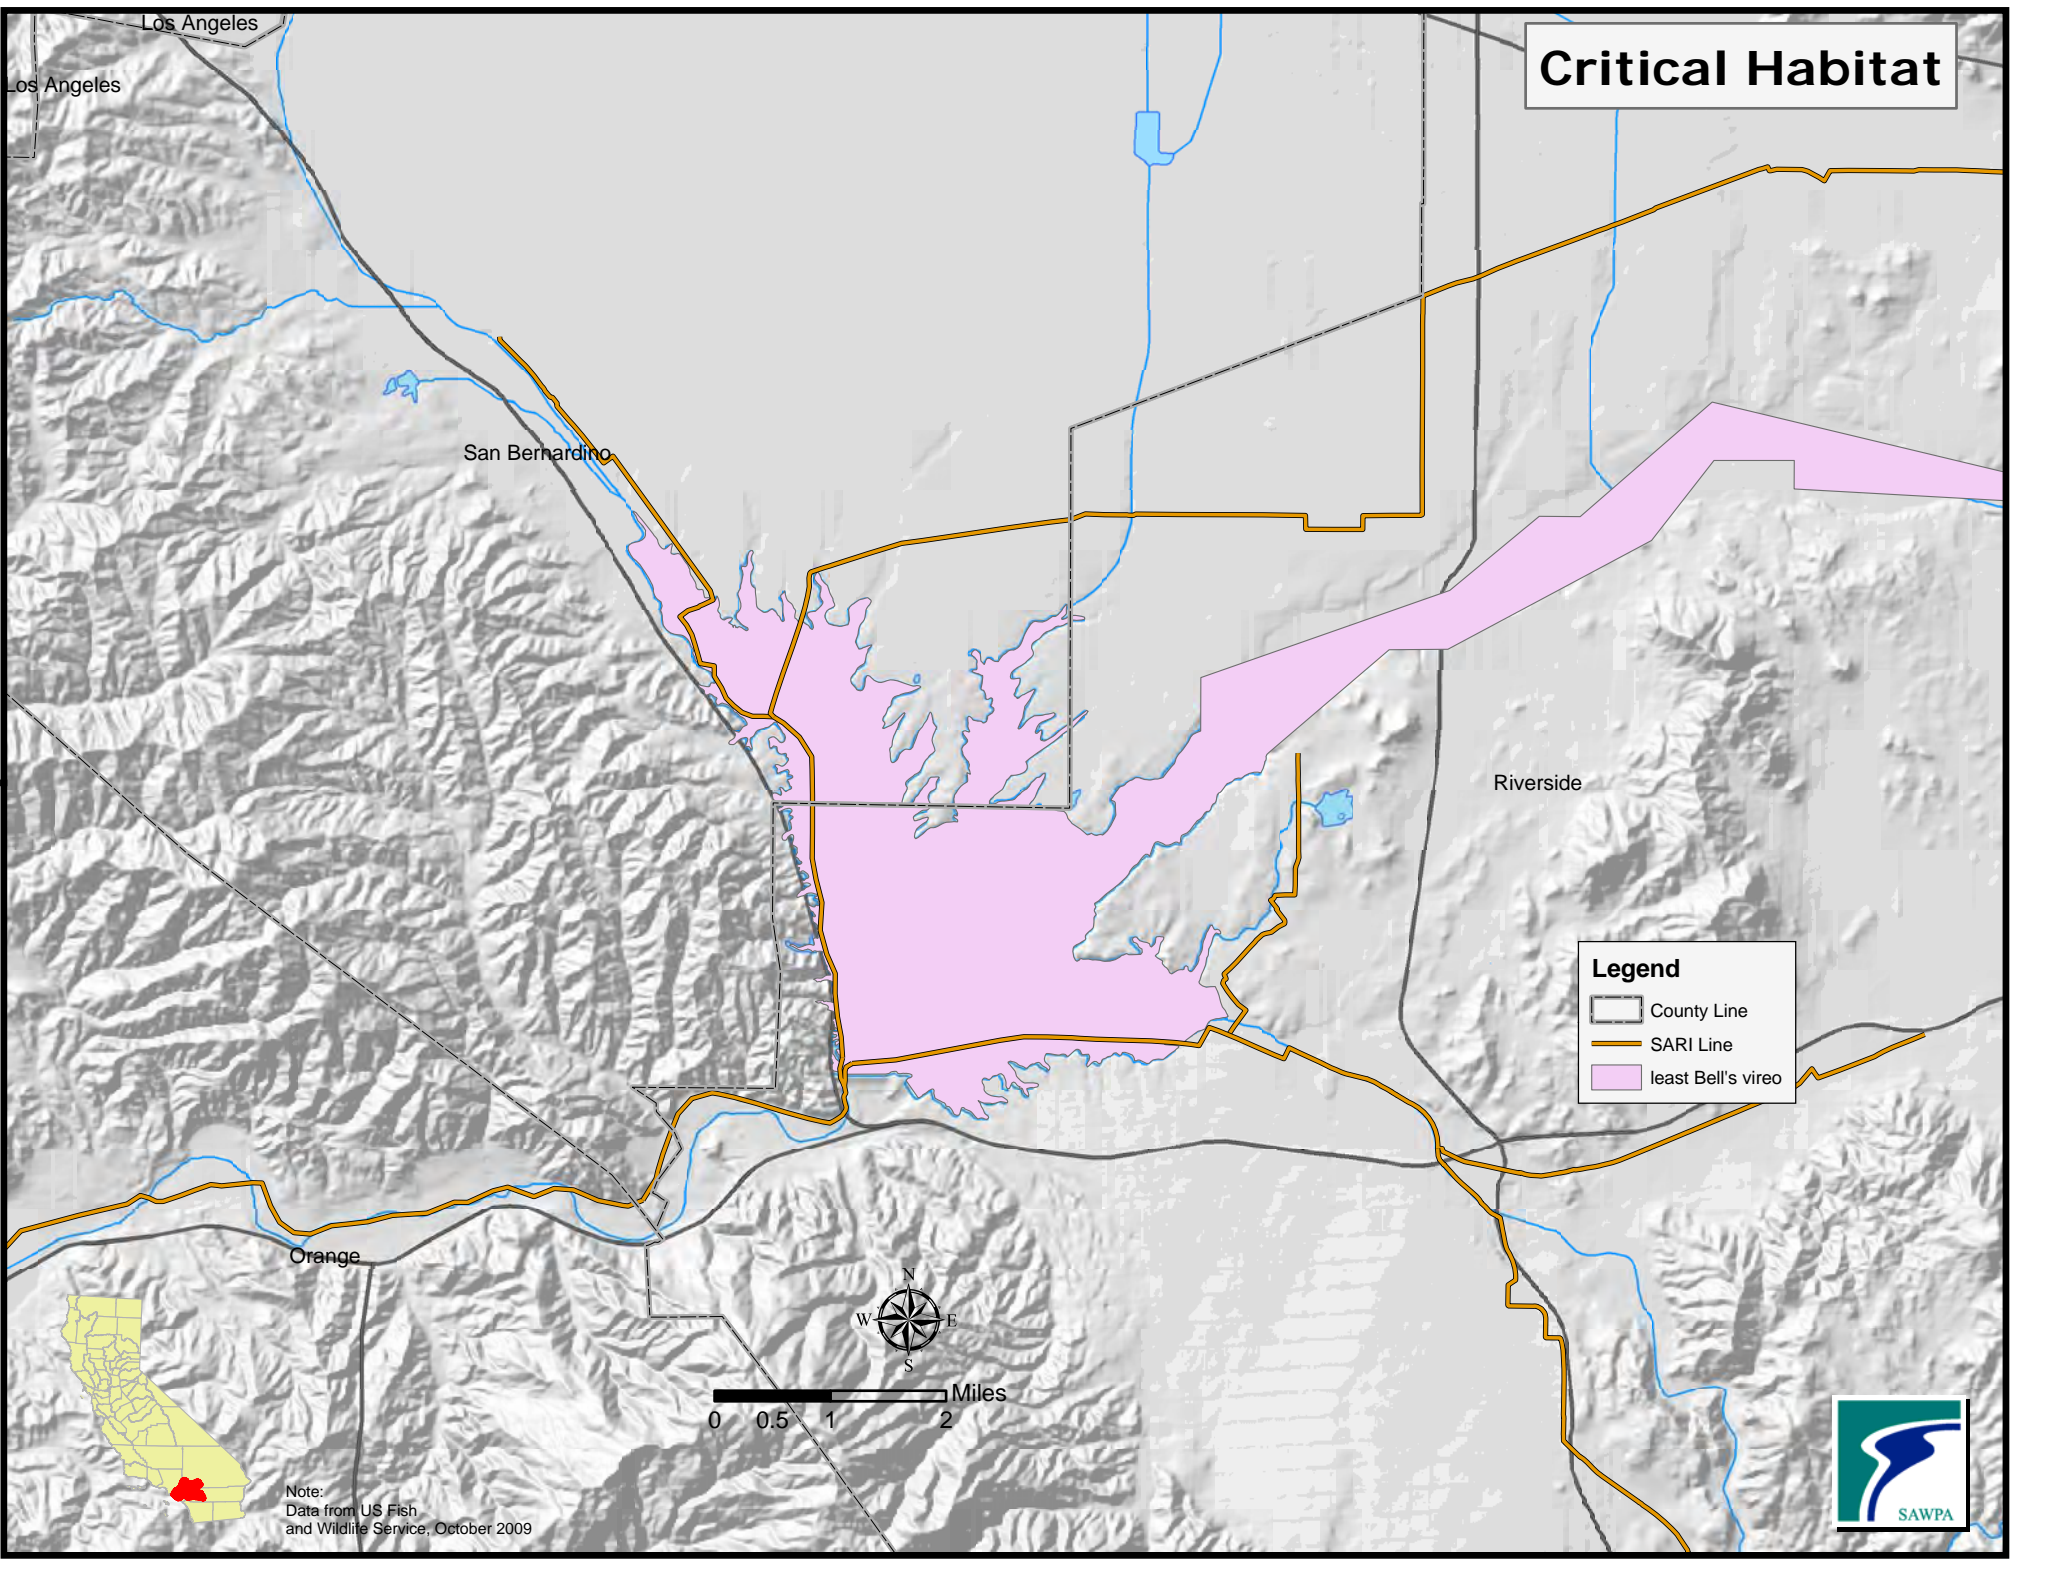 Los Angeles
Critical Habitat
Los Angeles
San Bernardino
Riverside
Legend
County Line
SARI Line
least Bell's vireo
Orange
N
W E
S
Miles
0 0.5 1 2
Note:
Data from US Fish
and Wildlife Service, October 2009
SAWPA